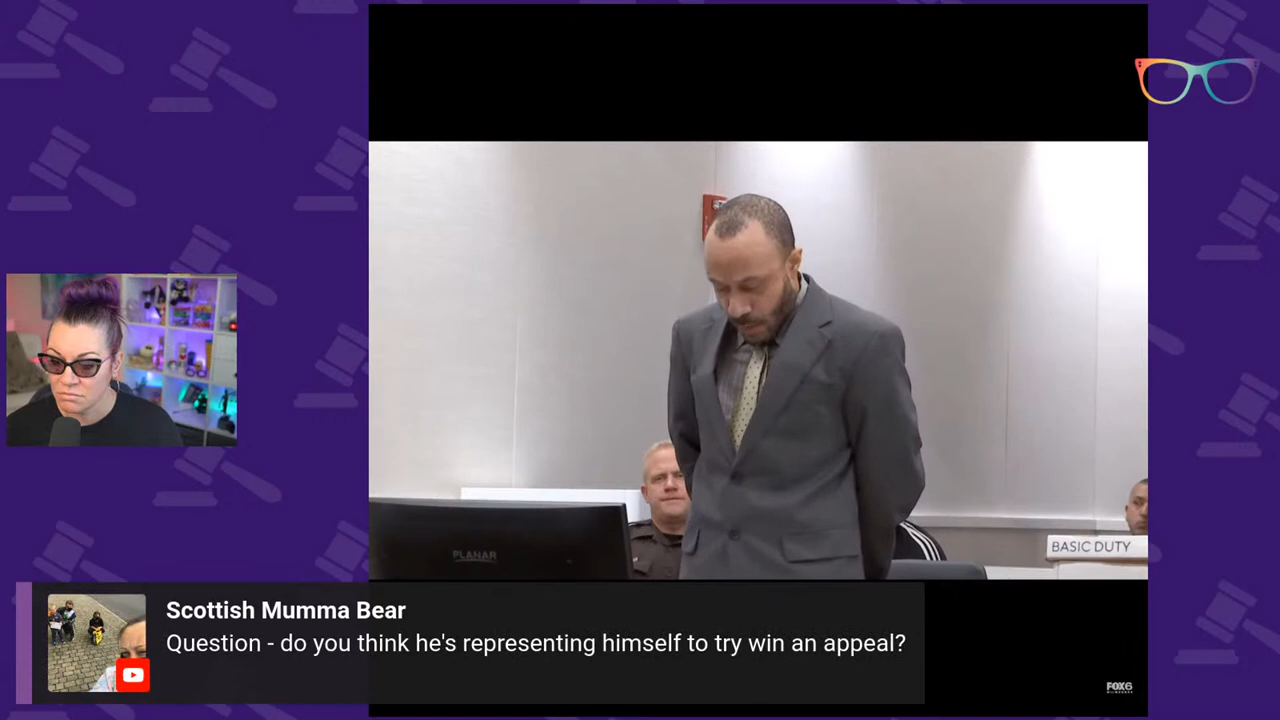 PLANAR
BASIC DUTY
Scottish Mumma Bear
Question - do you think he's representing himself to try win an appeal?
FOX6